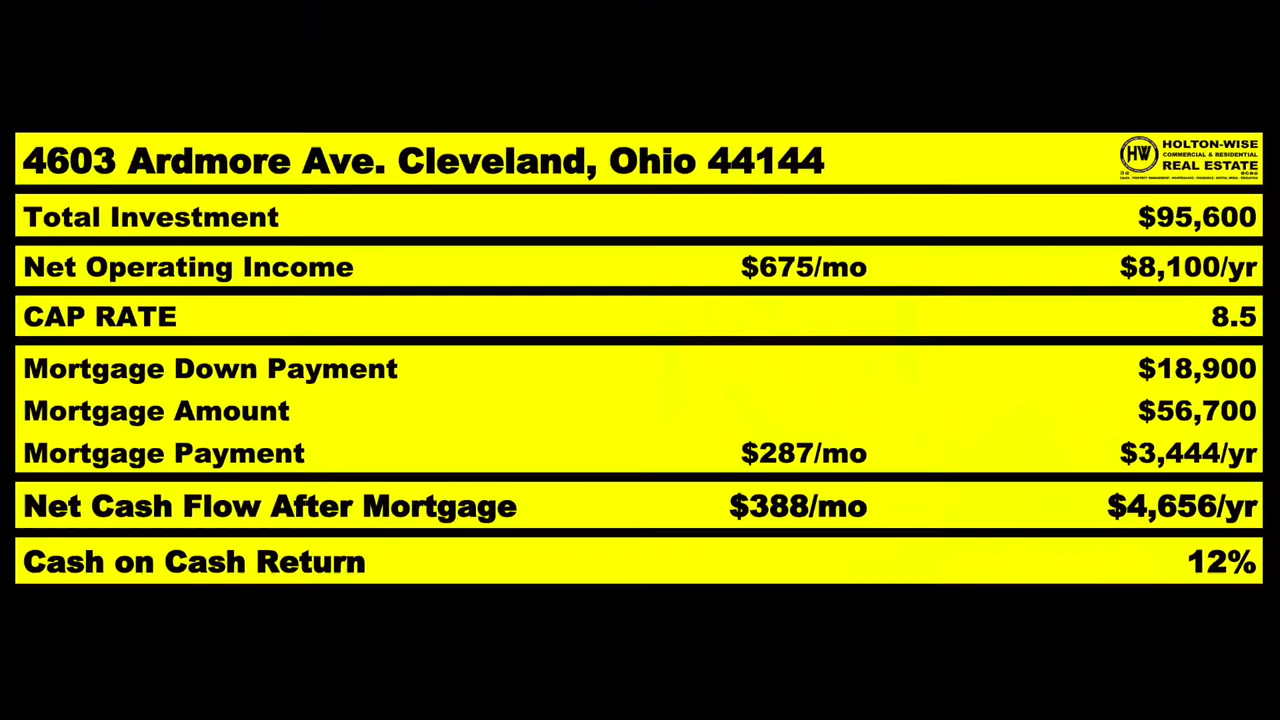 4603 Ardmore Ave. Cleveland, Ohio 44144
HW
HOLTON-WISE
COMMERCIAL & RESIDENTIAL
REAL ESTATE
Total Investment $95,600
Net Operating Income $675/mo $8,100/yr
CAP RATE 8.5
Mortgage Down Payment $18,900
Mortgage Amount $56,700
Mortgage Payment $287/mo $3,444/yr
Net Cash Flow After Mortgage $388/mo $4,656/yr
Cash on Cash Return 12%